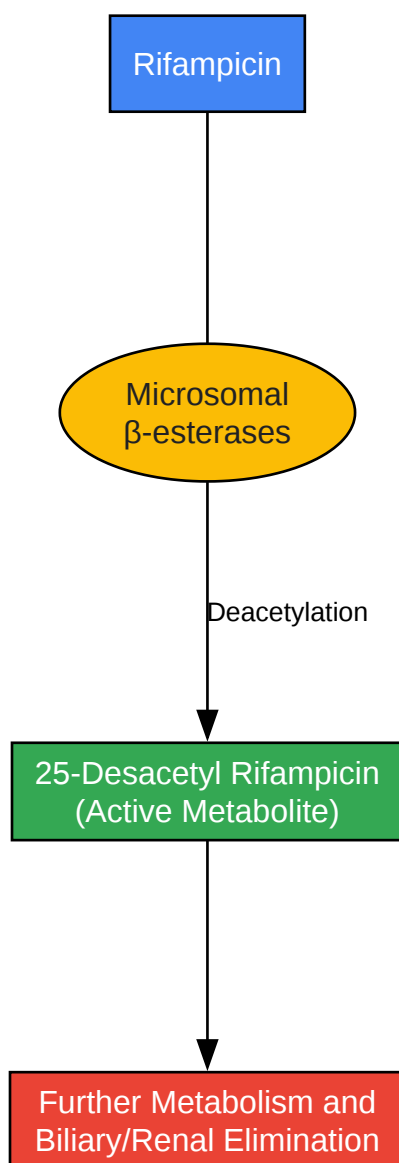 Rifampicin
Microsomal
β-esterases
Deacetylation
25-Desacetyl Rifampicin
(Active Metabolite)
Further Metabolism and
Biliary/Renal Elimination